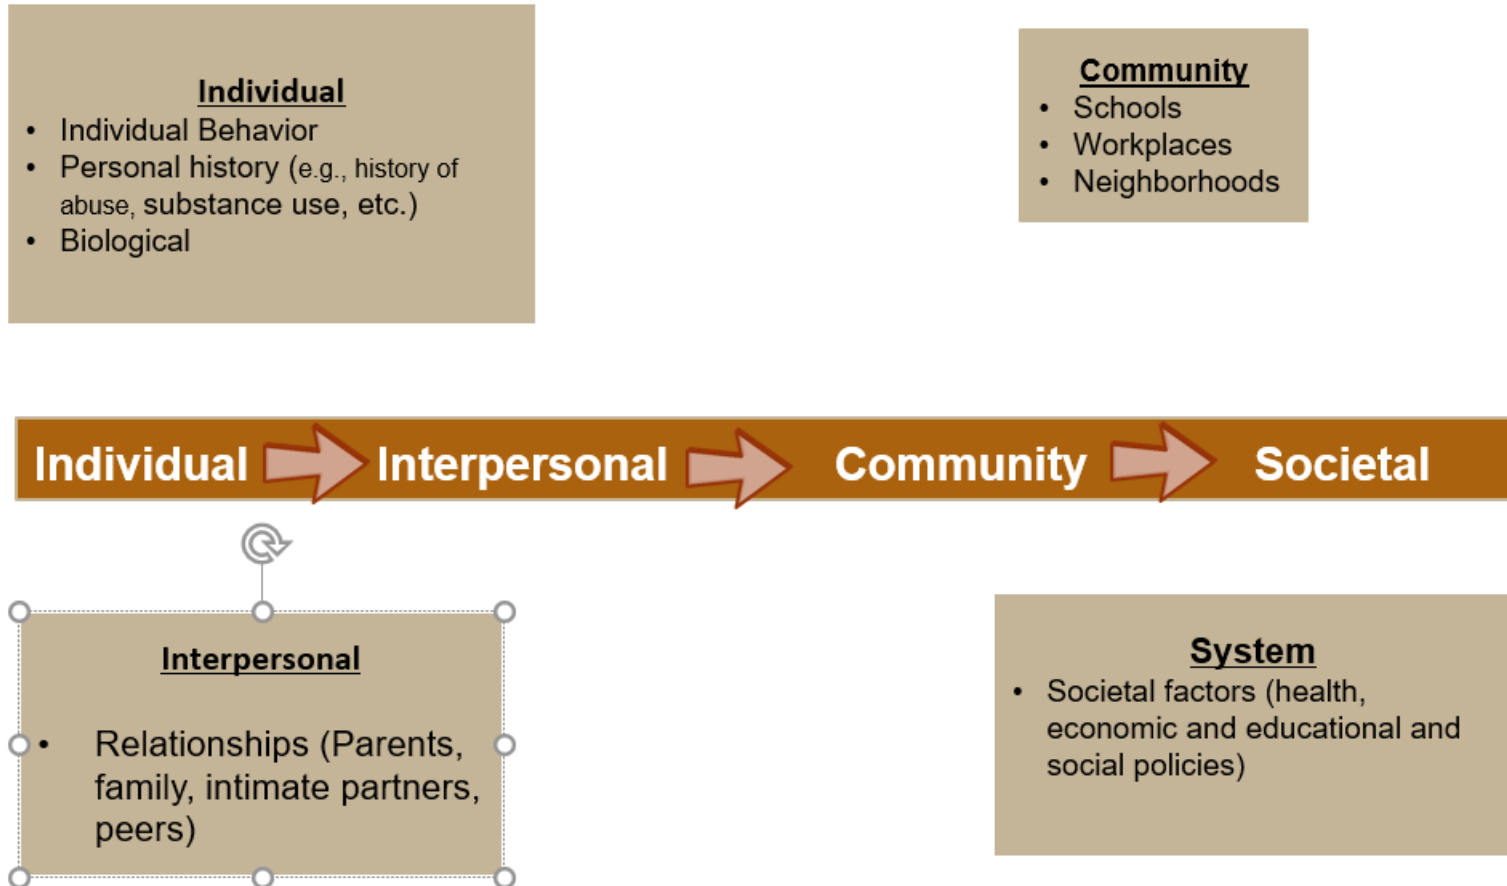 Individual
• Individual Behavior
• Personal history (e.g., history of
abuse, substance use, etc.)
• Biological
Community
• Schools
• Workplaces
• Neighborhoods
Individual Interpersonal Community Societal
Interpersonal
• Relationships (Parents,
family, intimate partners,
peers)
System
• Societal factors (health,
economic and educational and
social policies)